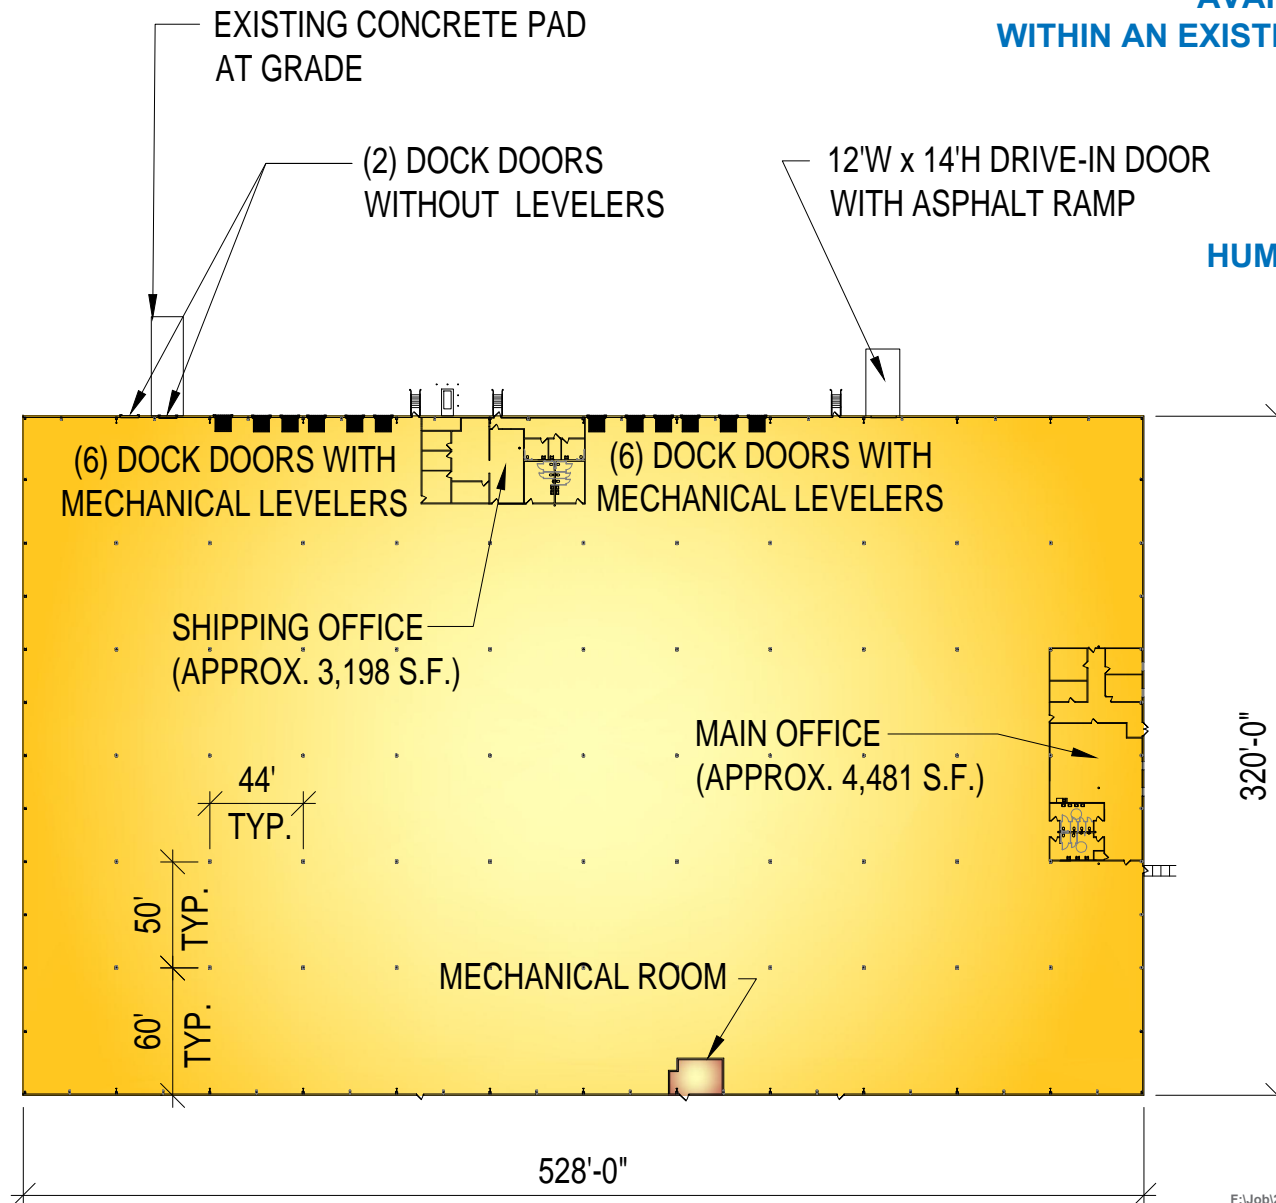 EXISTING CONCRETE PAD
AT GRADE
WITHIN AN EXISTI
(2) DOCK DOORS
WITHOUT LEVELERS
12'W x 14'H DRIVE-IN DOOR
WITH ASPHALT RAMP
HUM
(6) DOCK DOORS WITH
MECHANICAL LEVELERS
(6) DOCK DOORS WITH
MECHANICAL LEVELERS
SHIPPING OFFICE
(APPROX. 3,198 S.F.)
MAIN OFFICE
(APPROX. 4,481 S.F.)
320'-0"
44'
TYP.
50'
TYP.
MECHANICAL ROOM
60'
TYP.
528'-0"
F:\Job\